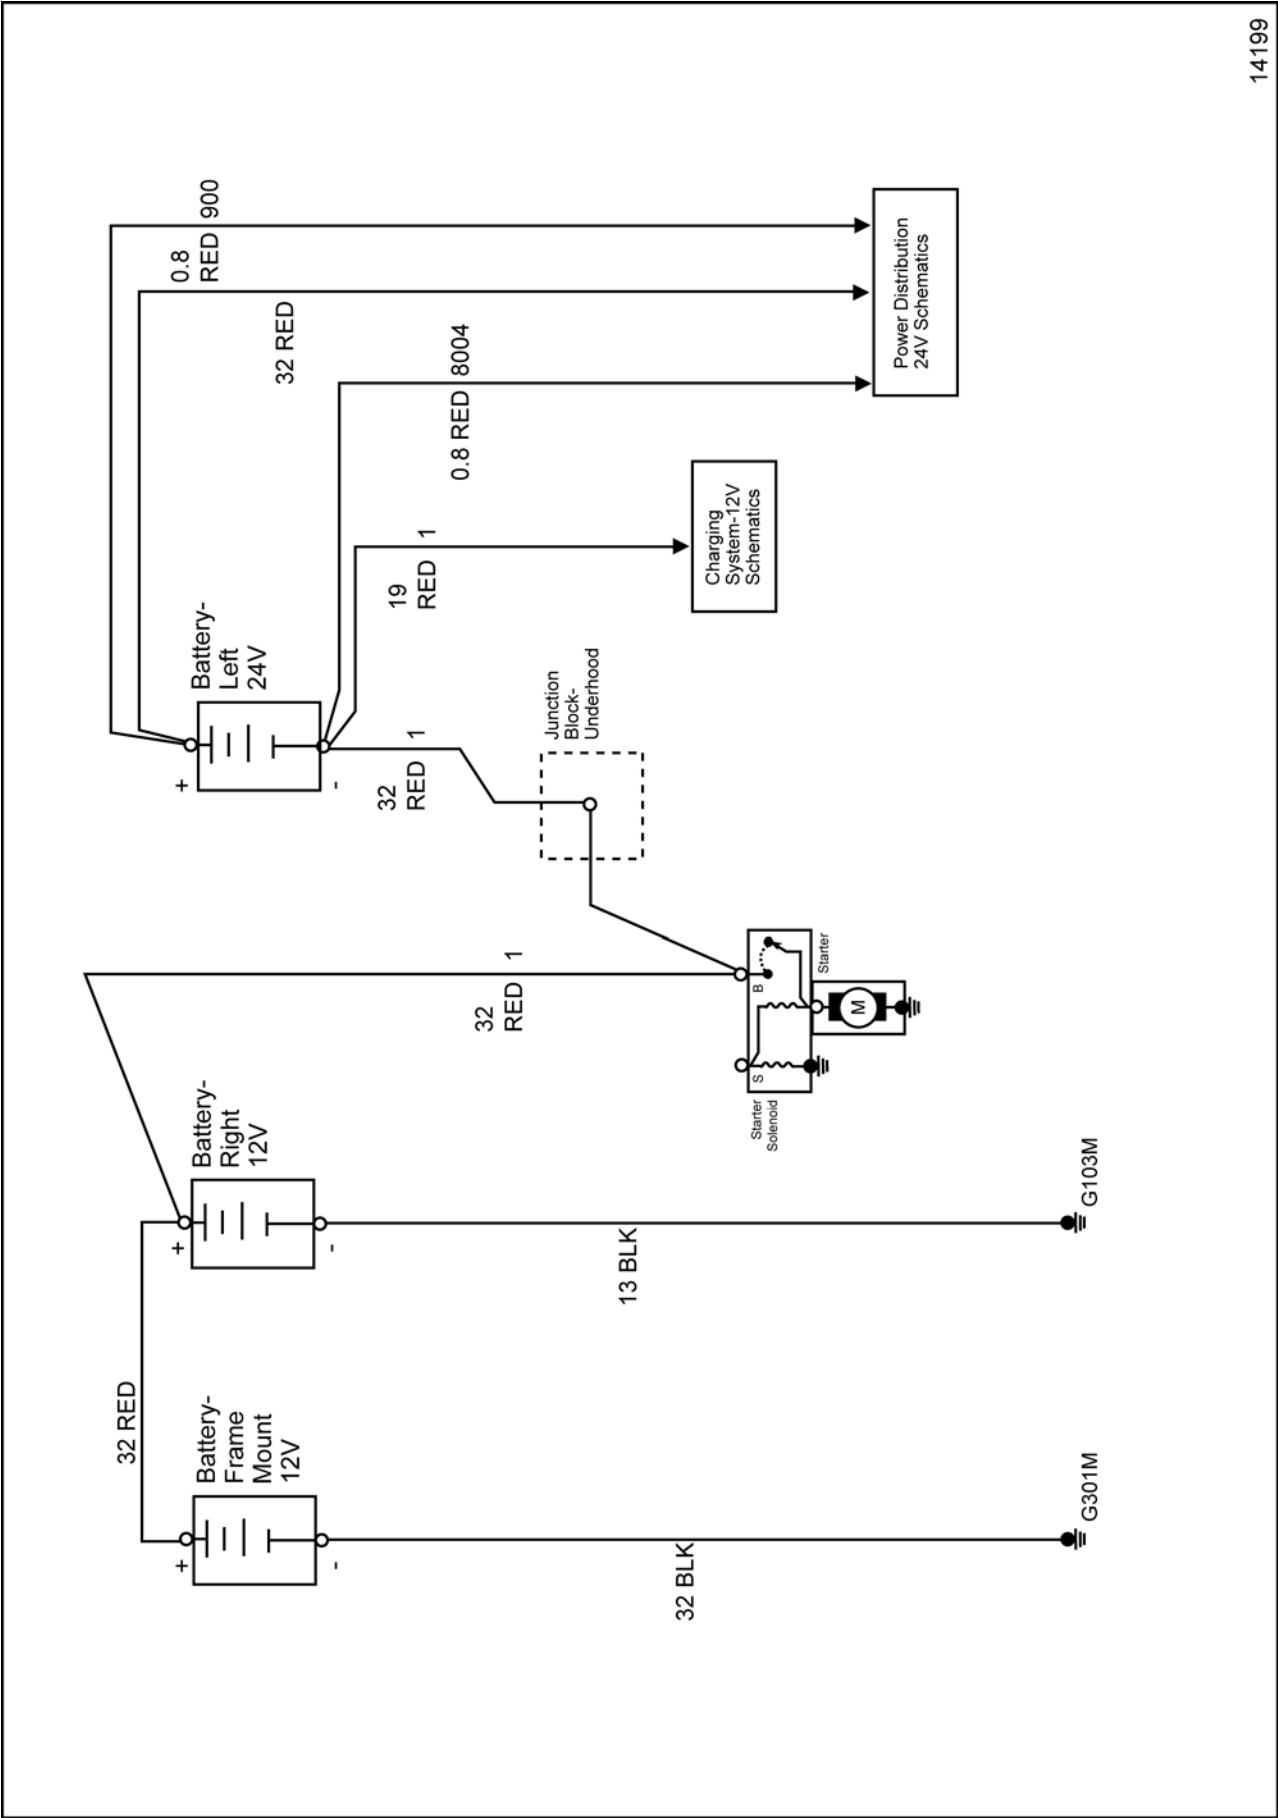 32 RED
Battery-
Frame
Mount
12V
+
-
32 BLK
G301M
Battery-
Right
12V
+
-
13 BLK
G103M
32
RED 1
Starter
Solenoid
S
B
M
Starter
Battery-
Left
24V
+
-
32
RED 1
Junction
Block-
Underhood
19
RED 1
Charging
System-12V
Schematics
0.8 RED 8004
32 RED
0.8
RED 900
Power Distribution
24V Schematics
14199